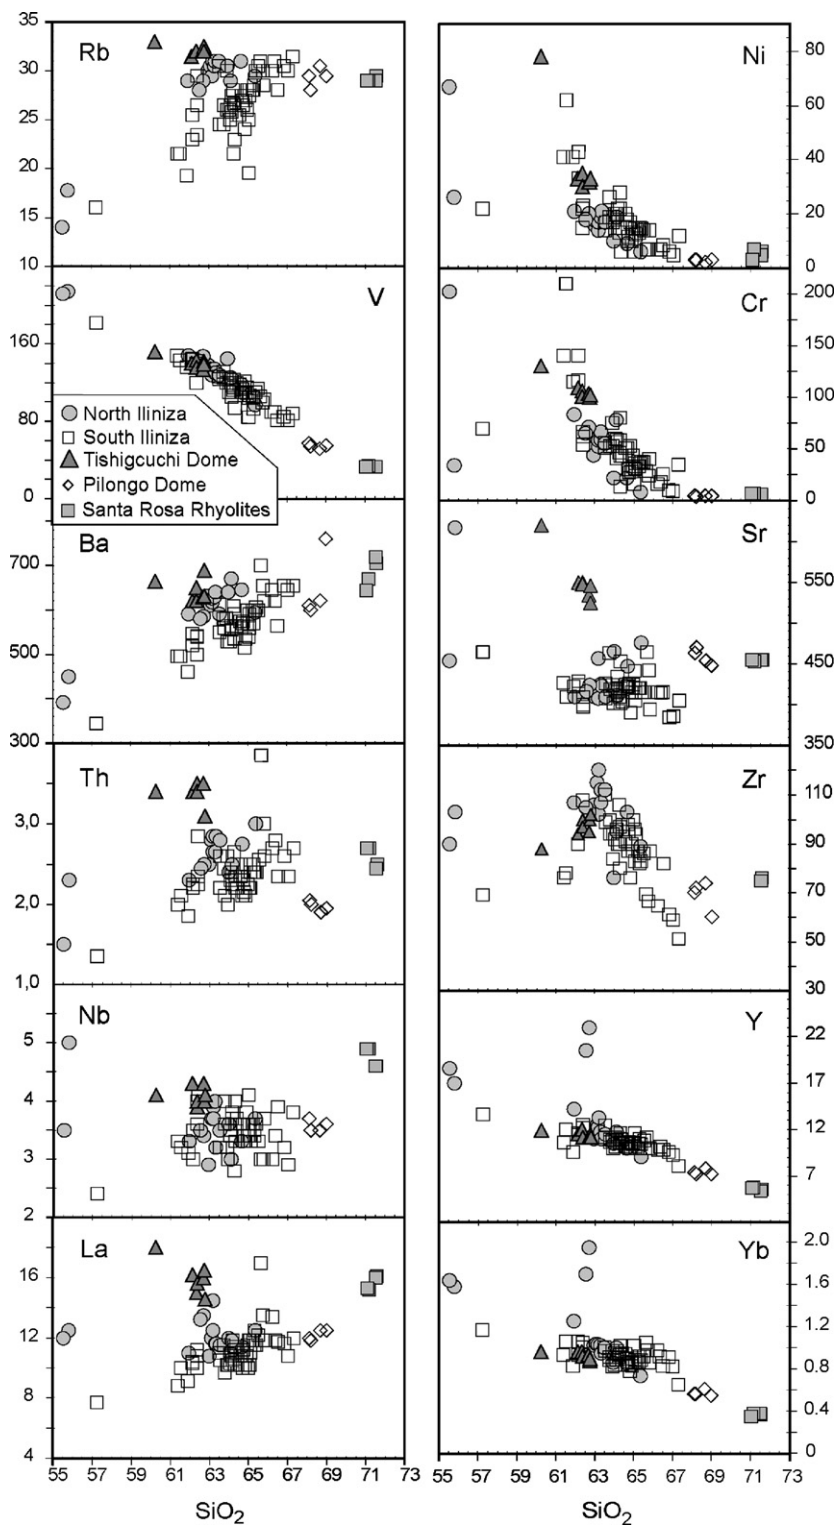 35
Rb
30
25
20
15
10
V
160
80
0
North Iliniza
South Iliniza
Tishigcuchi Dome
Pilongo Dome
Santa Rosa Rhyolites
Ba
700
500
300
Th
3,0
2,0
1,0
Nb
5
4
3
2
La
16
12
8
4
55 57 59 61 63 65 67 69 71 73
SiO2
Ni
80
60
40
20
0
Cr
200
150
100
50
0
Sr
550
450
350
Zr
110
90
70
50
30
Y
22
17
12
7
Yb
2.0
1.6
1.2
0.8
0.4
0
55 57 59 61 63 65 67 69 71 73
SiO2